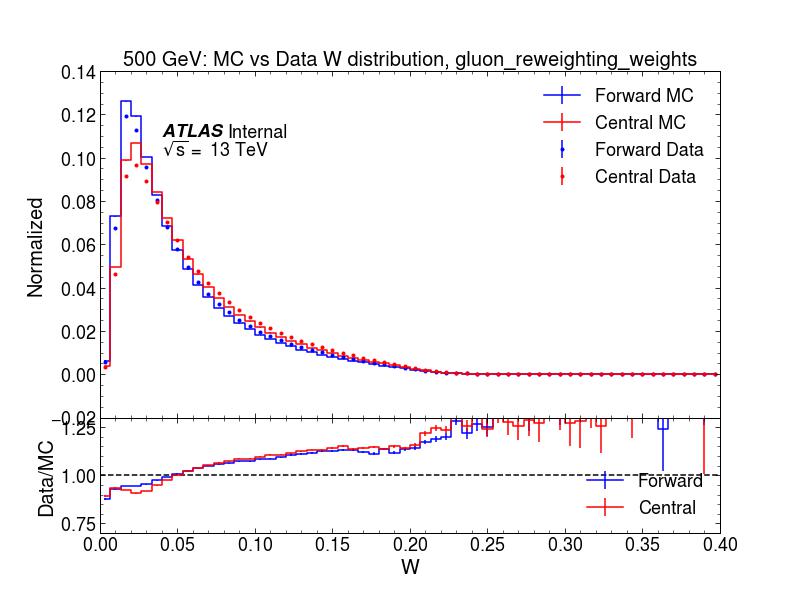 500 GeV: MC vs Data W distribution, gluon_reweighting_weights
0.14
0.12
0.10
0.08
0.06
0.04
0.02
0.00
−0.02
Normalized
ATLAS Internal
√s = 13 TeV
Forward MC
Central MC
Forward Data
Central Data
1.25
1.00
0.75
Data/MC
Forward
Central
0.00 0.05 0.10 0.15 0.20 0.25 0.30 0.35 0.40
W